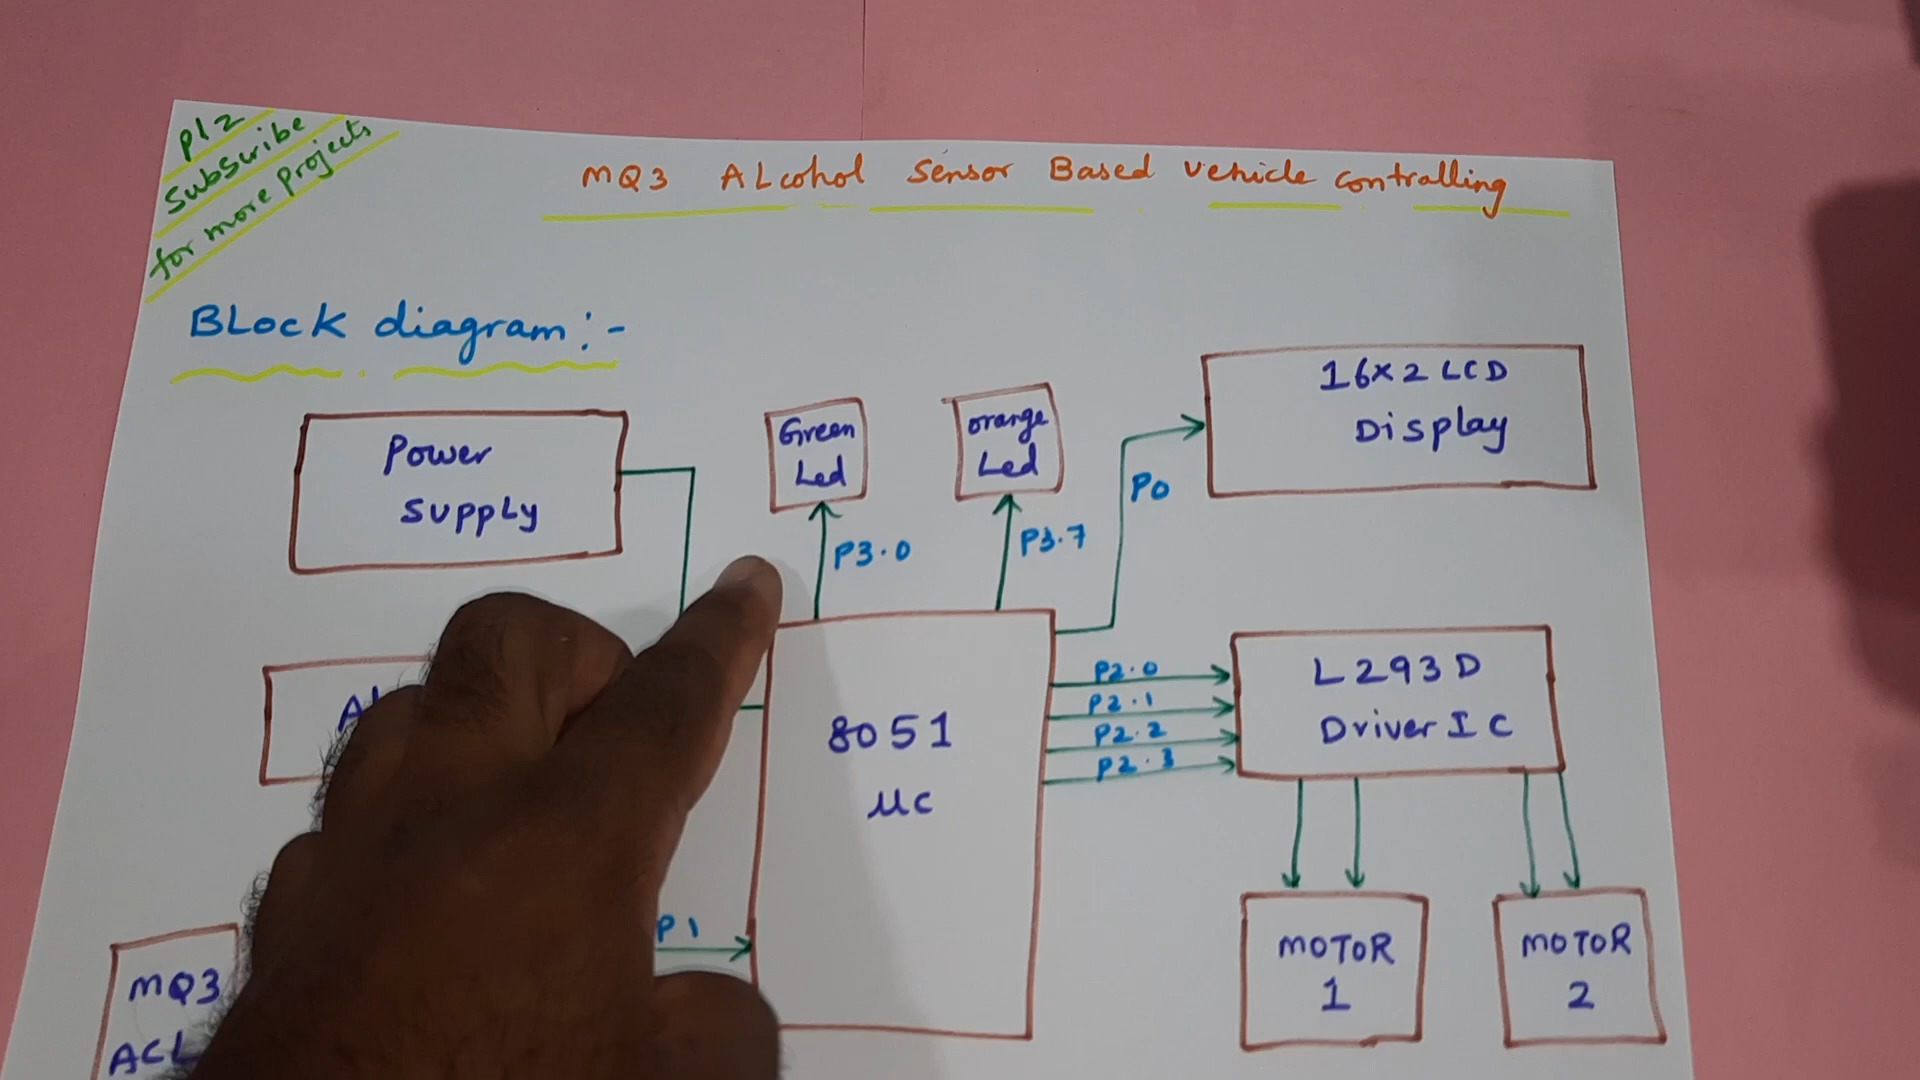 Plz
Subscribe
for more projects
MQ3 ALcohol Sensor Based Vehicle controlling
BLock diagram:-
Power
Supply
Green
Led
orange
Led
16x2 LCD
Display
P0
P3.0
P3.7
8051
µc
P2.0
P2.1
P2.2
P2.3
L293D
Driver IC
P1
MQ3
MOTOR
1
MOTOR
2